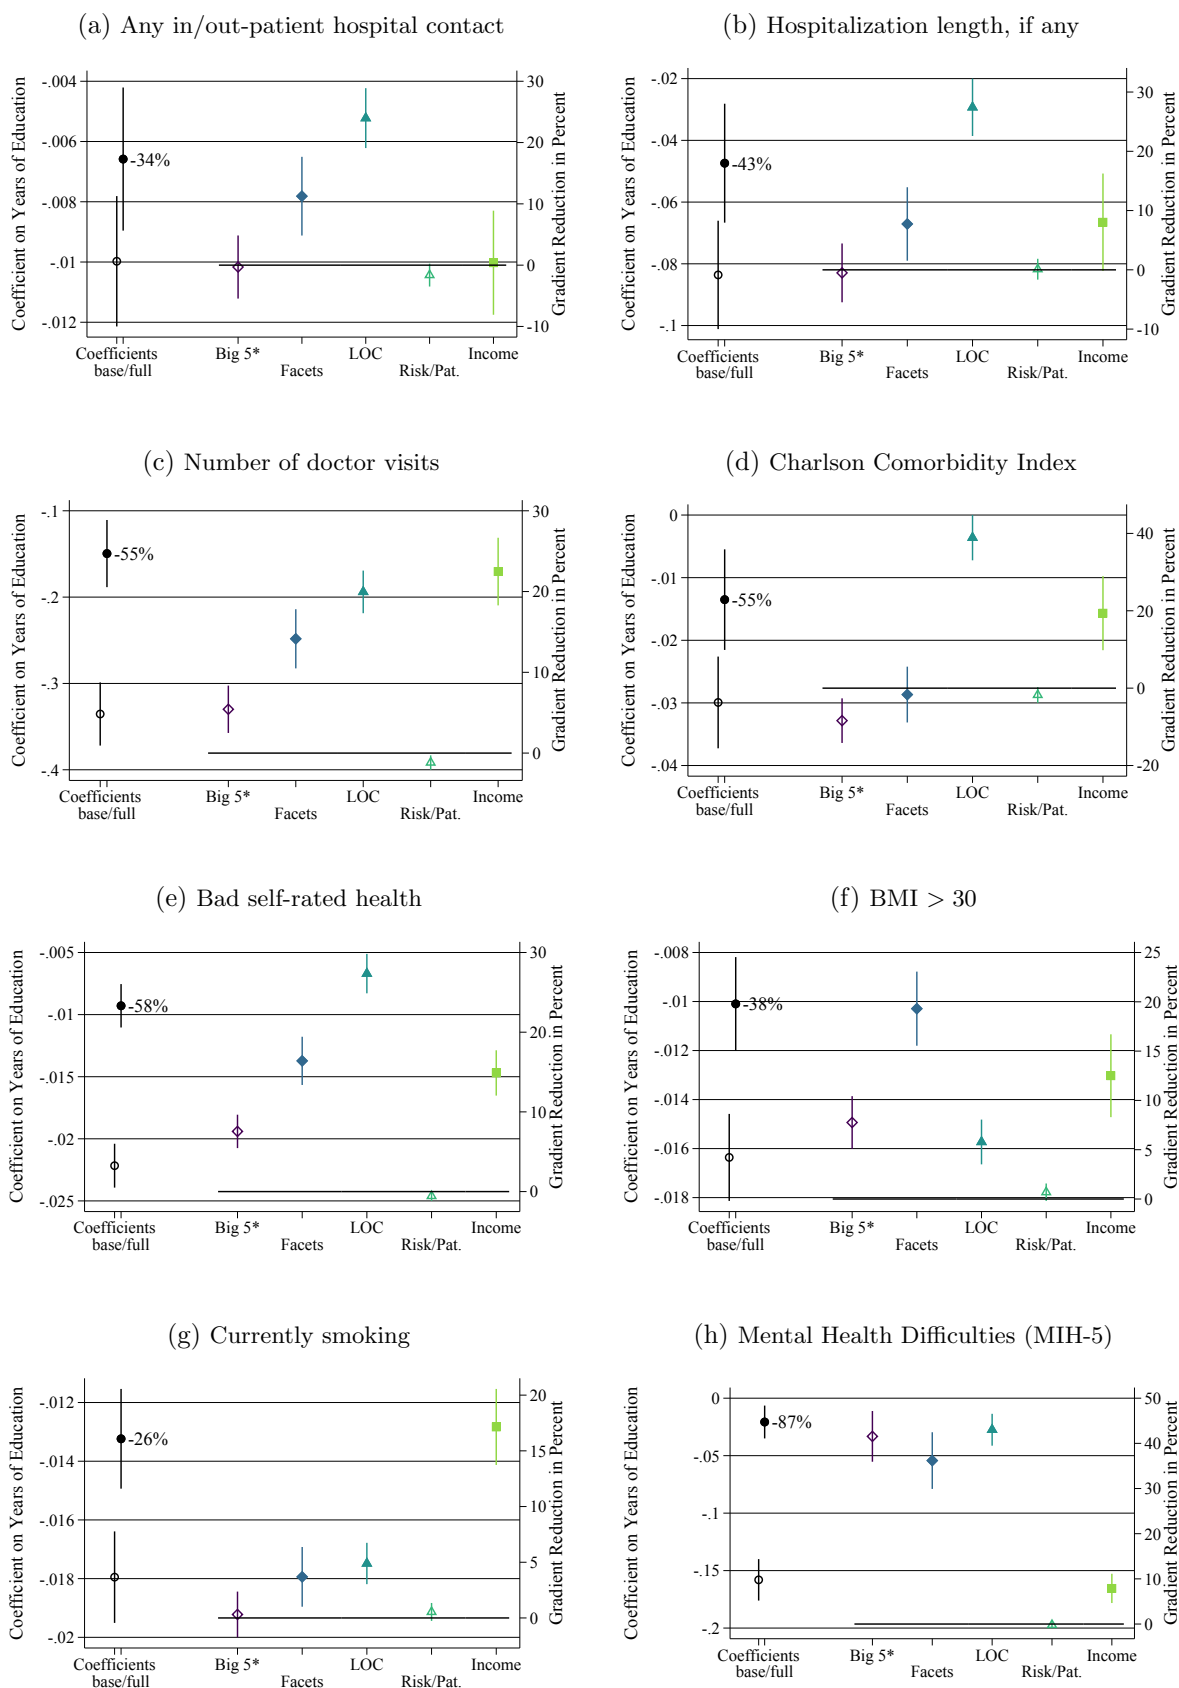 (a) Any in/out-patient hospital contact
Coefficient on Years of Education
-.004
-.006
-.008
-.01
-.012
-34%
30
20
10
0
-10
Gradient Reduction in Percent
Coefficients
base/full
Big 5*
Facets
LOC
Risk/Pat.
Income
(b) Hospitalization length, if any
Coefficient on Years of Education
-.02
-.04
-.06
-.08
-.1
-43%
30
20
10
0
-10
Gradient Reduction in Percent
Coefficients
base/full
Big 5*
Facets
LOC
Risk/Pat.
Income
(c) Number of doctor visits
Coefficient on Years of Education
-.1
-.2
-.3
-.4
-55%
30
20
10
0
Gradient Reduction in Percent
Coefficients
base/full
Big 5*
Facets
LOC
Risk/Pat.
Income
(d) Charlson Comorbidity Index
Coefficient on Years of Education
0
-.01
-.02
-.03
-.04
-55%
40
20
0
-20
Gradient Reduction in Percent
Coefficients
base/full
Big 5*
Facets
LOC
Risk/Pat.
Income
(e) Bad self-rated health
Coefficient on Years of Education
-.005
-.01
-.015
-.02
-.025
-58%
30
20
10
0
Gradient Reduction in Percent
Coefficients
base/full
Big 5*
Facets
LOC
Risk/Pat.
Income
(f) BMI > 30
Coefficient on Years of Education
-.008
-.01
-.012
-.014
-.016
-.018
-38%
25
20
15
10
5
0
Gradient Reduction in Percent
Coefficients
base/full
Big 5*
Facets
LOC
Risk/Pat.
Income
(g) Currently smoking
Coefficient on Years of Education
-.012
-.014
-.016
-.018
-.02
-26%
20
15
10
5
0
Gradient Reduction in Percent
Coefficients
base/full
Big 5*
Facets
LOC
Risk/Pat.
Income
(h) Mental Health Difficulties (MIH-5)
Coefficient on Years of Education
0
-.05
-.1
-.15
-.2
-87%
50
40
30
20
10
0
Gradient Reduction in Percent
Coefficients
base/full
Big 5*
Facets
LOC
Risk/Pat.
Income